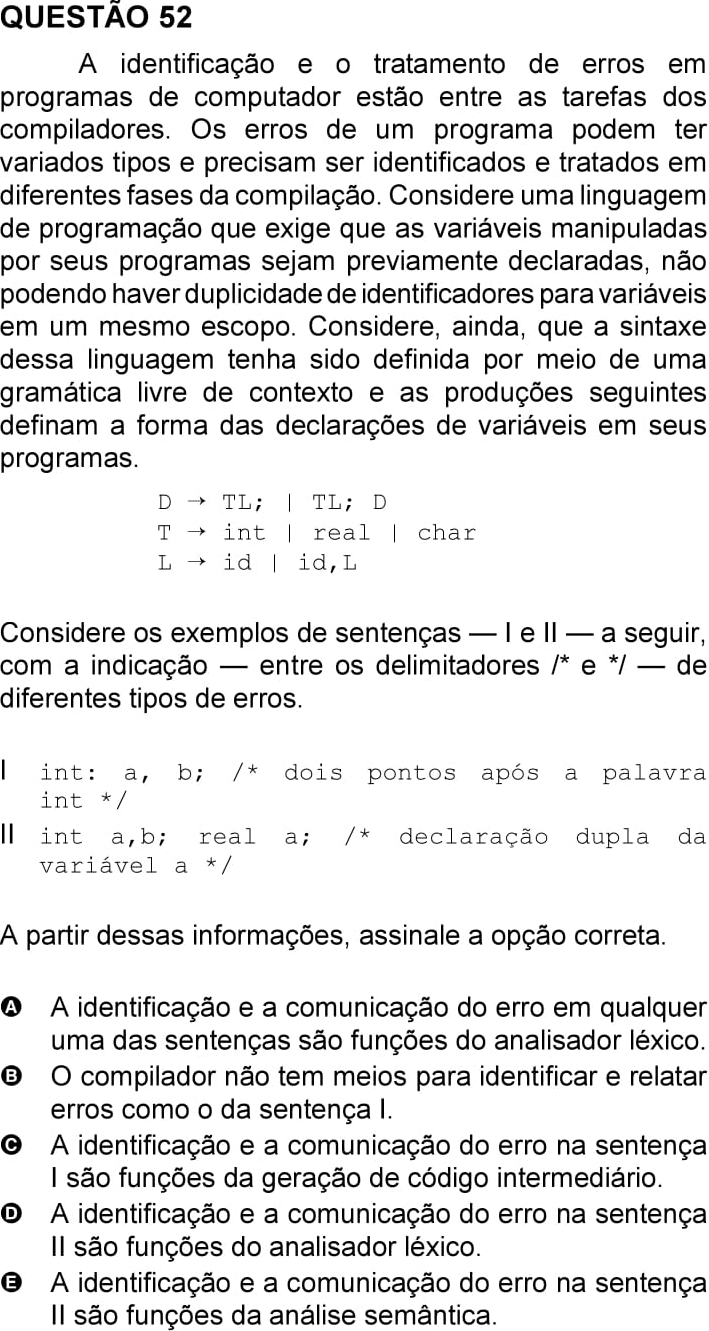 QUESTÃO 52
A identificação e o tratamento de erros em
programas de computador estão entre as tarefas dos
compiladores. Os erros de um programa podem ter
variados tipos e precisam ser identificados e tratados em
diferentes fases da compilação. Considere uma linguagem
de programação que exige que as variáveis manipuladas
por seus programas sejam previamente declaradas, não
podendo haver duplicidade de identificadores para variáveis
em um mesmo escopo. Considere, ainda, que a sintaxe
dessa linguagem tenha sido definida por meio de uma
gramática livre de contexto e as produções seguintes
definam a forma das declarações de variáveis em seus
programas.
D → TL; | TL; D
T → int | real | char
L → id | id,L
Considere os exemplos de sentenças — I e II — a seguir,
com a indicação — entre os delimitadores /* e */ — de
diferentes tipos de erros.
I int: a, b; /* dois pontos após a palavra
int */
II int a,b; real a; /* declaração dupla da
variável a */
A partir dessas informações, assinale a opção correta.
A A identificação e a comunicação do erro em qualquer
uma das sentenças são funções do analisador léxico.
B O compilador não tem meios para identificar e relatar
erros como o da sentença I.
C A identificação e a comunicação do erro na sentença
I são funções da geração de código intermediário.
D A identificação e a comunicação do erro na sentença
II são funções do analisador léxico.
E A identificação e a comunicação do erro na sentença
II são funções da análise semântica.